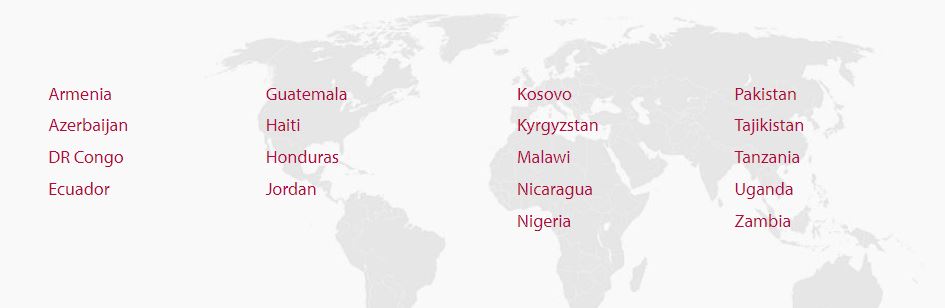 Armenia
Azerbaijan
DR Congo
Ecuador
Guatemala
Haiti
Honduras
Jordan
Kosovo
Kyrgyzstan
Malawi
Nicaragua
Nigeria
Pakistan
Tajikistan
Tanzania
Uganda
Zambia